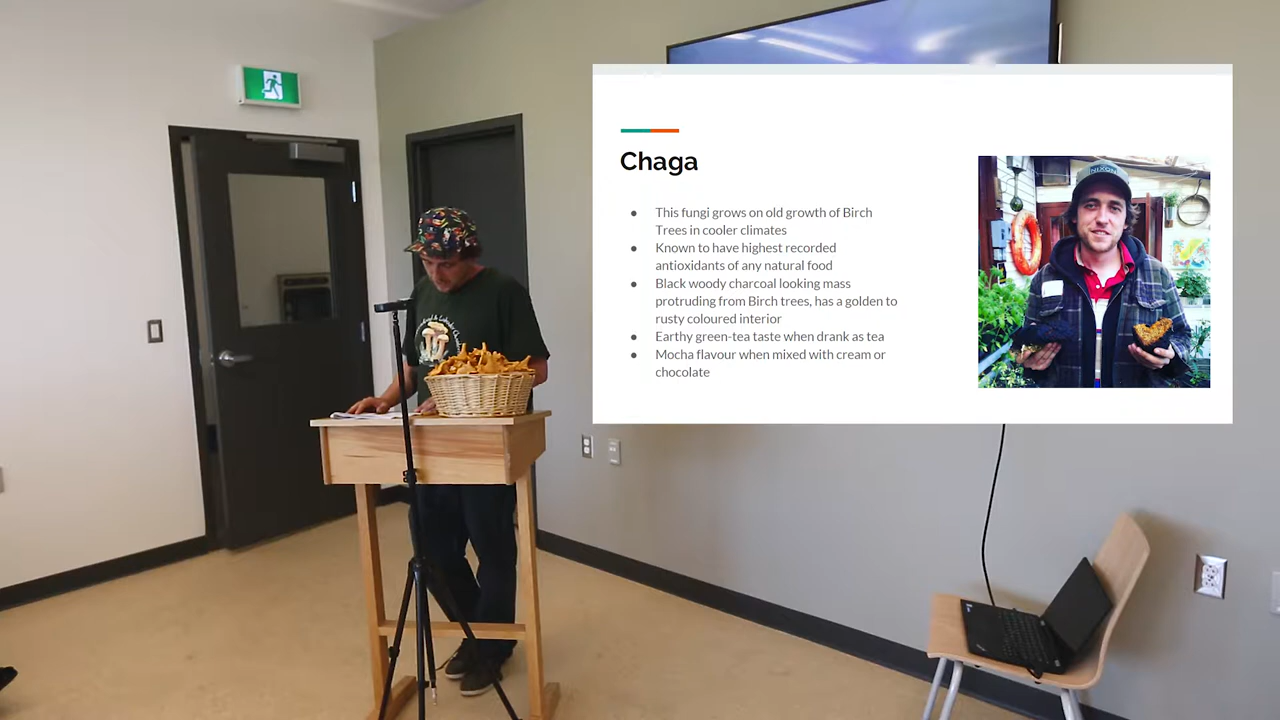 Chaga
This fungi grows on old growth of Birch
Trees in cooler climates
Known to have highest recorded
antioxidants of any natural food
Black woody charcoal looking mass
protruding from Birch trees, has a golden to
rusty coloured interior
Earthy green-tea taste when drank as tea
Mocha flavour when mixed with cream or
chocolate
NIXON